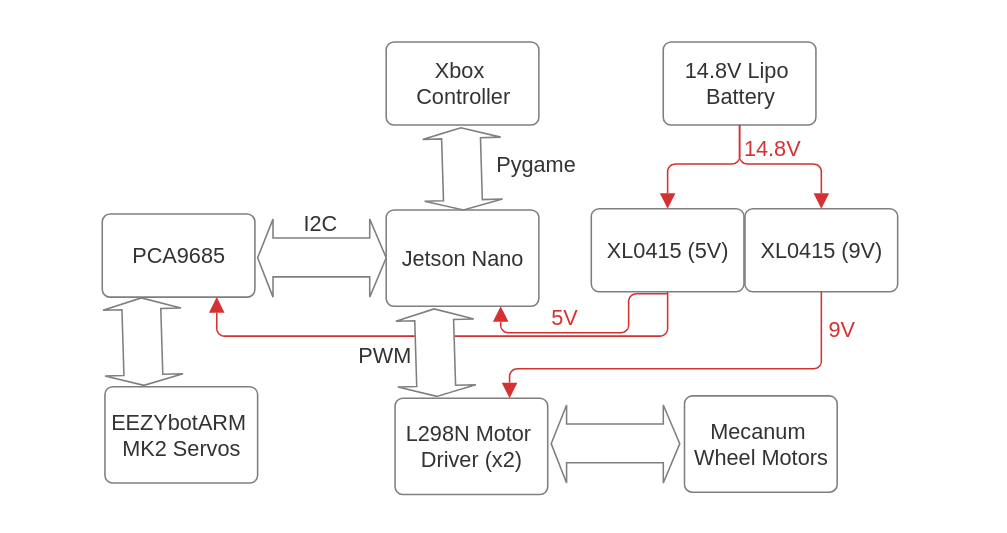 Xbox
Controller
14.8V Lipo
Battery
14.8V
Pygame
I2C
PCA9685
Jetson Nano
XL0415 (5V)
XL0415 (9V)
5V
9V
PWM
EEZYbotARM
MK2 Servos
L298N Motor
Driver (x2)
Mecanum
Wheel Motors